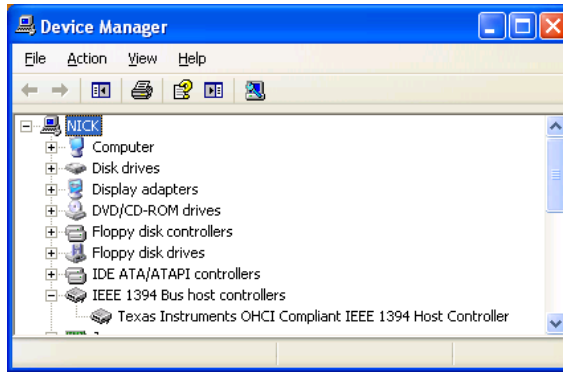 Device Manager
File Action View Help
NICK
Computer
Disk drives
Display adapters
DVD/CD-ROM drives
Floppy disk controllers
Floppy disk drives
IDE ATA/ATAPI controllers
IEEE 1394 Bus host controllers
Texas Instruments OHCI Compliant IEEE 1394 Host Controller